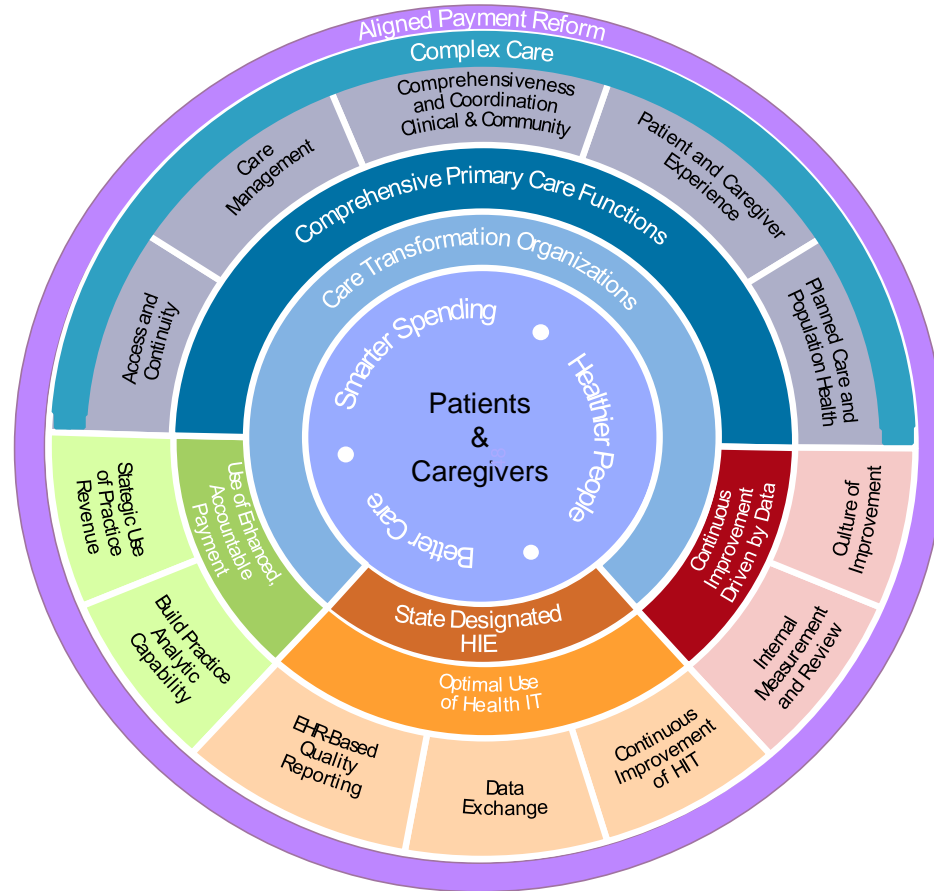 Aligned Payment Reform
Complex Care
Comprehensiveness
and Coordination
Clinical & Community
Care
Management
Patient and Caregiver
Experience
Access and
Continuity
Planned Care and
Population Health
Comprehensive Primary Care Functions
Care Transformation Organizations
Smarter Spending
Healthier People
Better Care
Patients
&
Caregivers
Stategic Use
of Practice
Revenue
Use of Enhanced,
Accountable
Payment
Build Practice
Analytic
Capability
Continuous
Improvement
Driven by Data
Culture of
Improvement
Internal
Measurement
and Review
State Designated
HIE
Optimal Use
of Health IT
EHR-Based
Quality
Reporting
Data
Exchange
Continuous
Improvement
of HIT